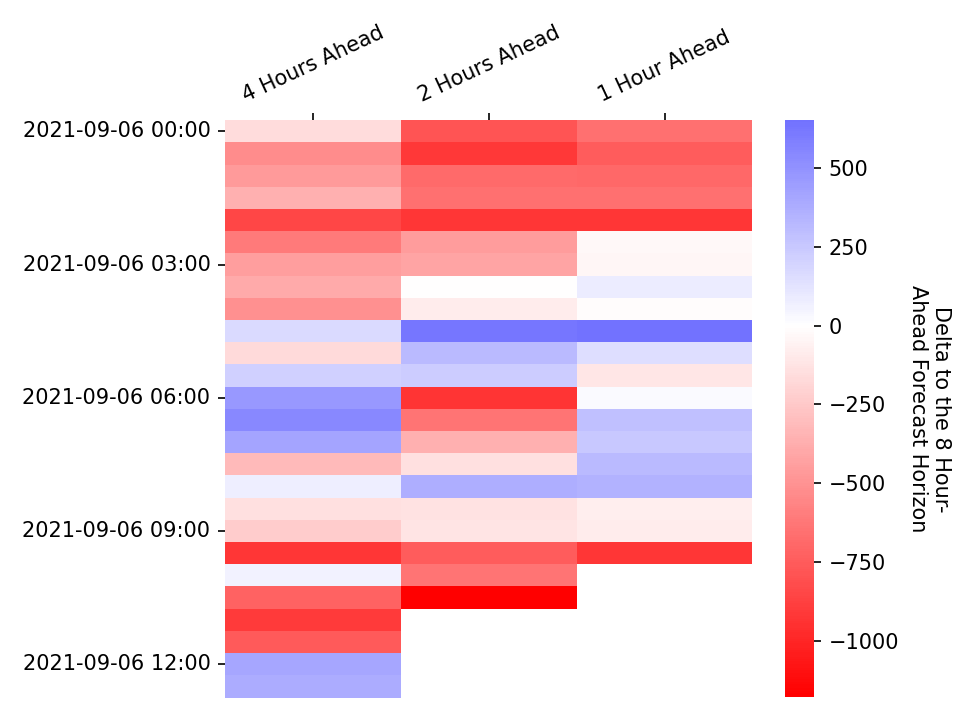 4 Hours Ahead
2 Hours Ahead
1 Hour Ahead
2021-09-06 00:00
2021-09-06 03:00
2021-09-06 06:00
2021-09-06 09:00
2021-09-06 12:00
500
250
0
−250
−500
−750
−1000
Delta to the 8 Hour-
Ahead Forecast Horizon